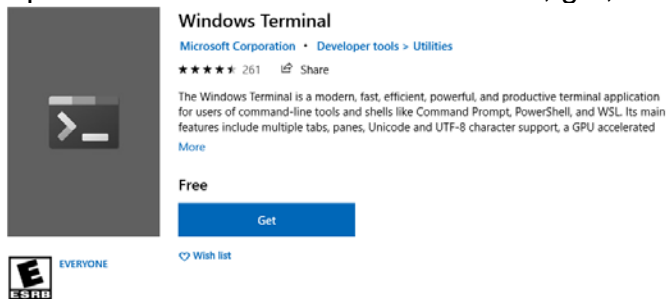 Windows Terminal
Microsoft Corporation • Developer tools > Utilities
261 Share
The Windows Terminal is a modern, fast, efficient, powerful, and productive terminal application
for users of command-line tools and shells like Command Prompt, PowerShell, and WSL. Its main
features include multiple tabs, panes, Unicode and UTF-8 character support, a GPU accelerated
More
Free
Get
Wish list
E
EVERYONE
ESRB